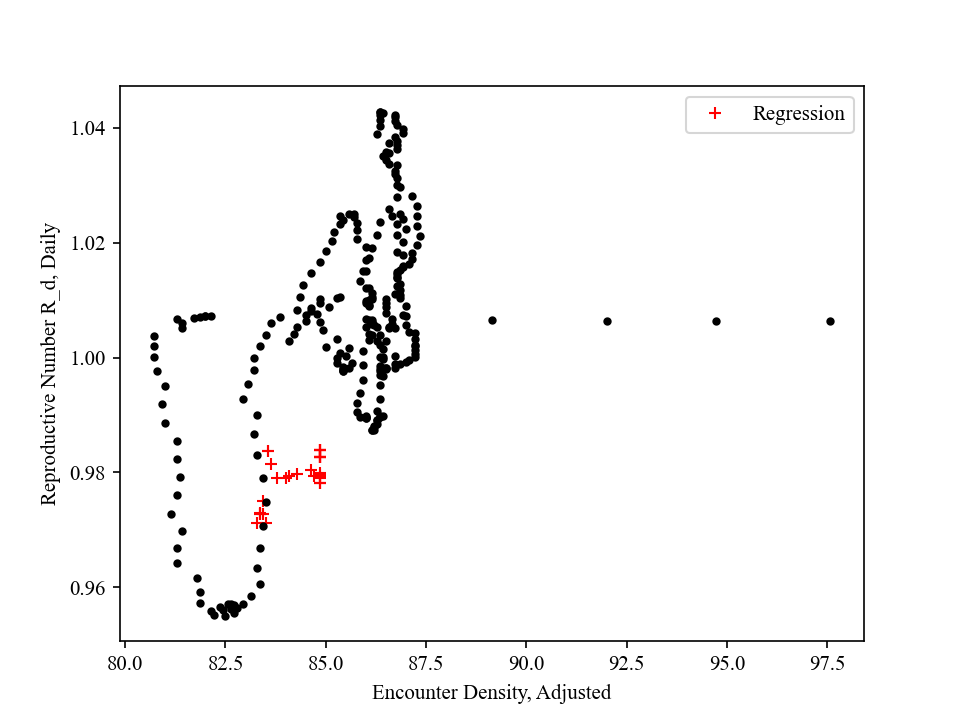 Regression
1.04
1.02
1.00
0.98
0.96
Reproductive Number R_d, Daily
80.0 82.5 85.0 87.5 90.0 92.5 95.0 97.5
Encounter Density, Adjusted